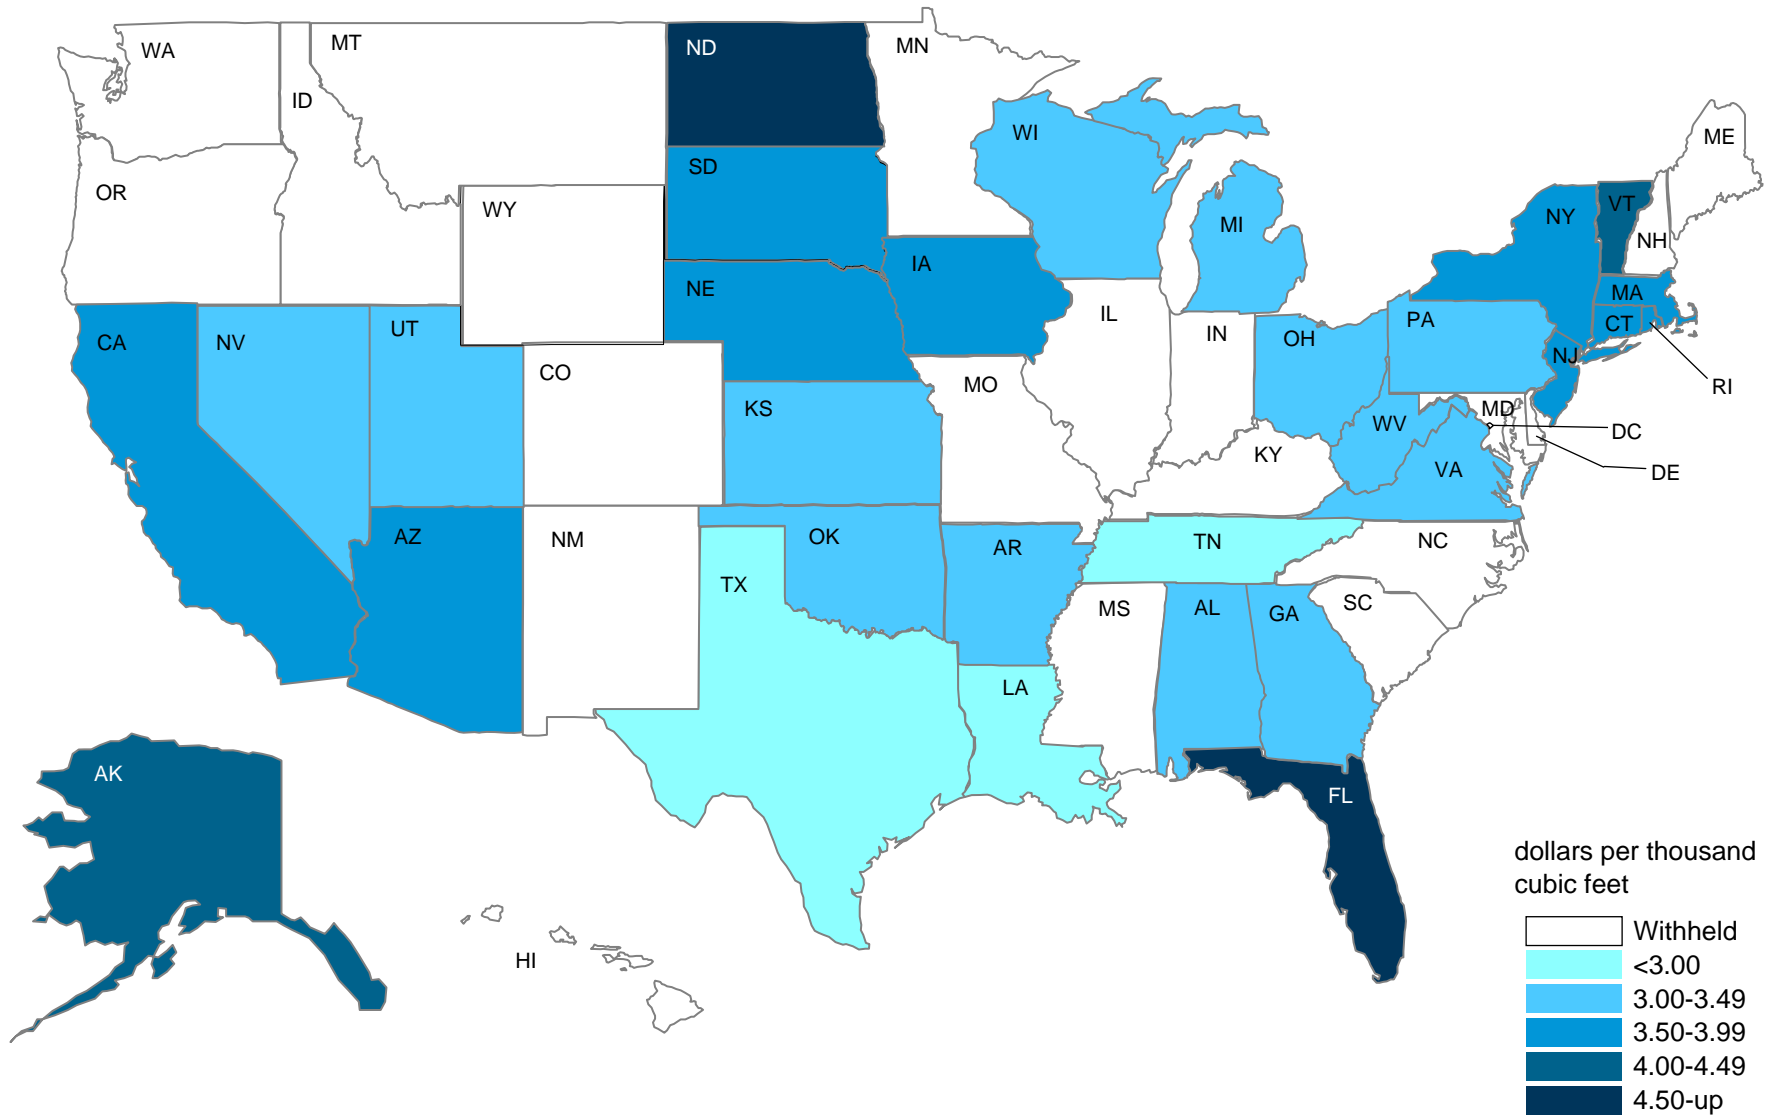 WA
MT
ND
MN
ID
WI
ME
SD
OR
WY
MI
NY
VT
NH
IA
NE
MA
IL
PA
CT
CA
NV
UT
IN
OH
NJ
CO
MO
RI
KS
MD
WV
DC
KY
VA
DE
AZ
NM
OK
AR
TN
NC
TX
MS
AL
GA
SC
LA
AK
FL
HI
dollars per thousand
cubic feet
Withheld
<3.00
3.00-3.49
3.50-3.99
4.00-4.49
4.50-up